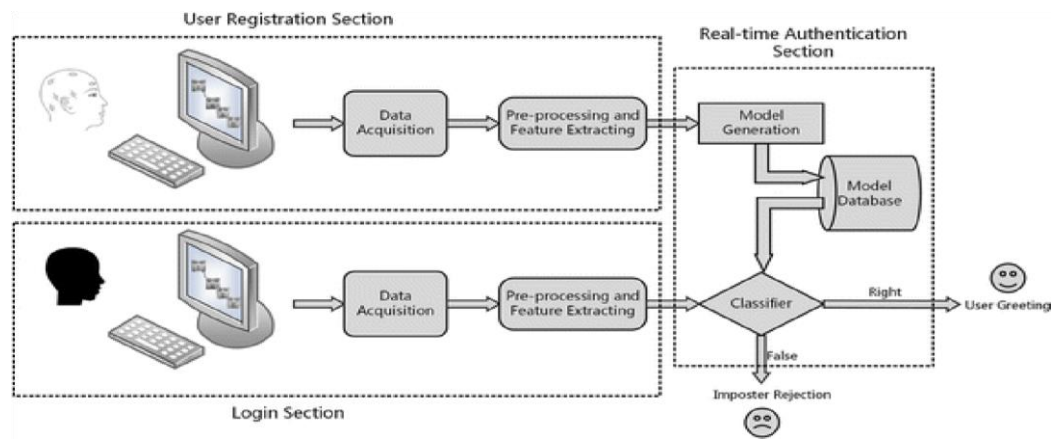 User Registration Section
Real-time Authentication
Section
Data
Acquisition
Pre-processing and
Feature Extracting
Model
Generation
Model
Database
Data
Acquisition
Pre-processing and
Feature Extracting
Classifier
Right
User Greeting
False
Imposter Rejection
Login Section